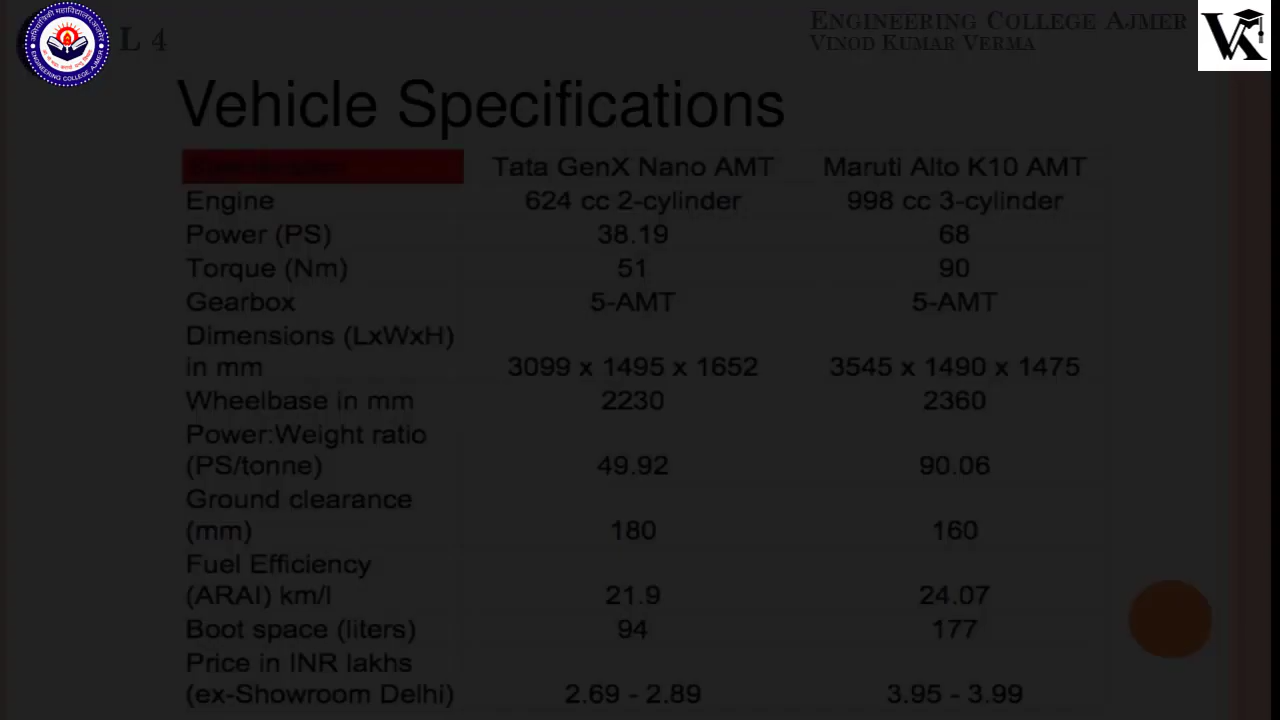 L 4
Engineering College Ajmer
Vinod Kumar Verma
ENGINEERING COLLEGE, AJMER
VK
Vehicle Specifications
Tata GenX Nano AMT Maruti Alto K10 AMT
Engine 624 cc 2-cylinder 998 cc 3-cylinder
Power (PS) 38.19 68
Torque (Nm) 51 90
Gearbox 5-AMT 5-AMT
Dimensions (LxWxH)
in mm 3099 x 1495 x 1652 3545 x 1490 x 1475
Wheelbase in mm 2230 2360
Power:Weight ratio
(PS/tonne) 49.92 90.06
Ground clearance
(mm) 180 160
Fuel Efficiency
(ARAI) km/l 21.9 24.07
Boot space (liters) 94 177
Price in INR lakhs
(ex-Showroom Delhi) 2.69 - 2.89 3.95 - 3.99